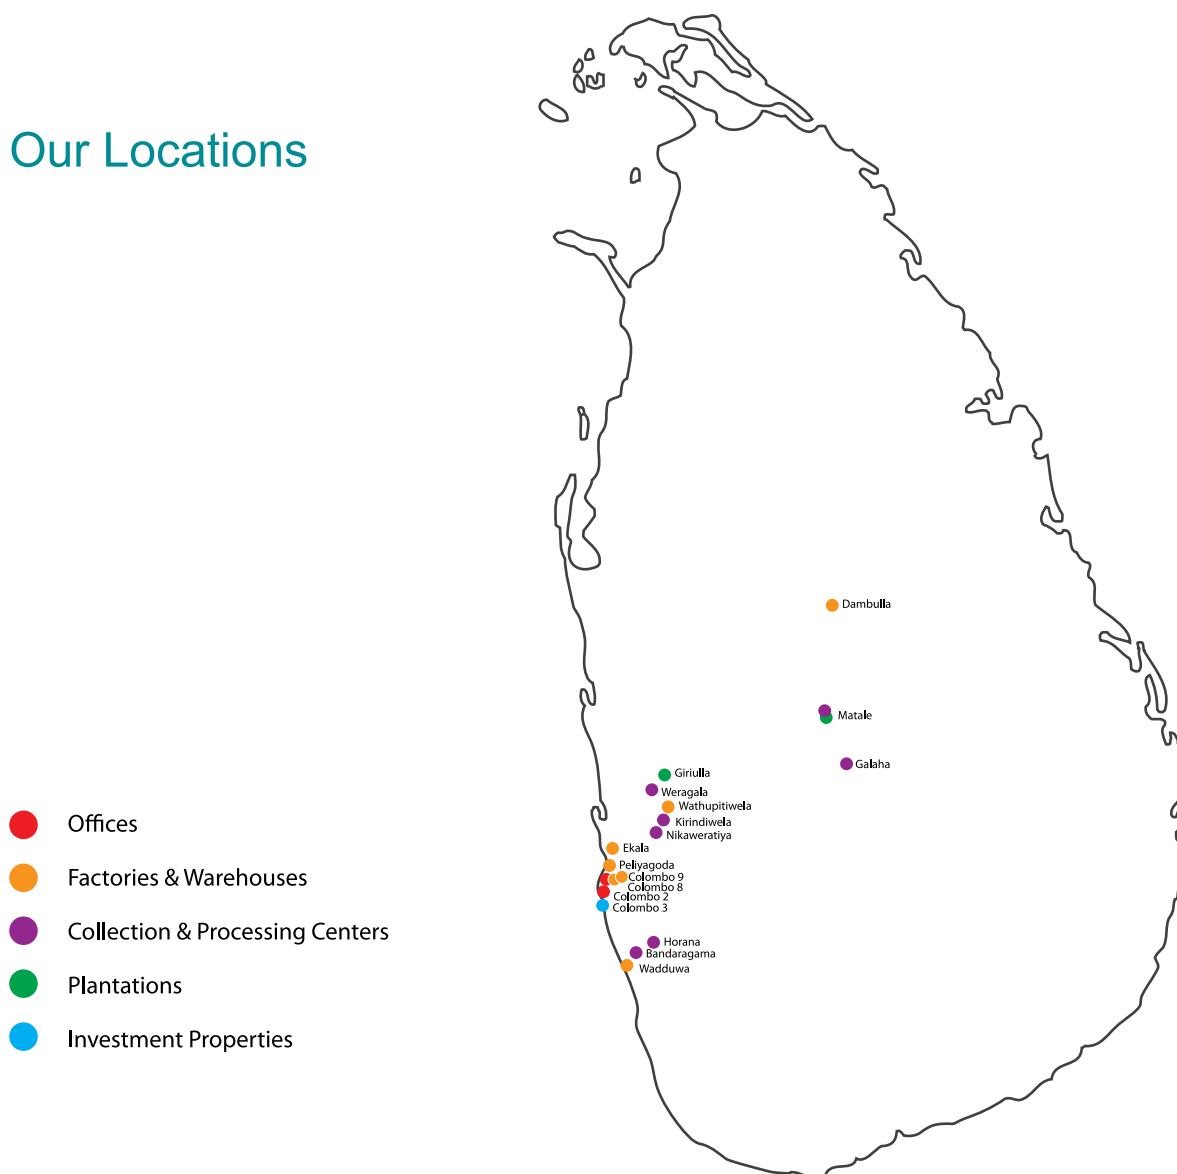 Our Locations
Dambulla
Matale
Galaha
Giriulla
Weragala
Wathupitiwela
Kirindiwela
Nikaweratiya
Ekala
Peliyagoda
Colombo 9
Colombo 8
Colombo 2
Colombo 3
Horana
Bandaragama
Wadduwa
Offices
Factories & Warehouses
Collection & Processing Centers
Plantations
Investment Properties